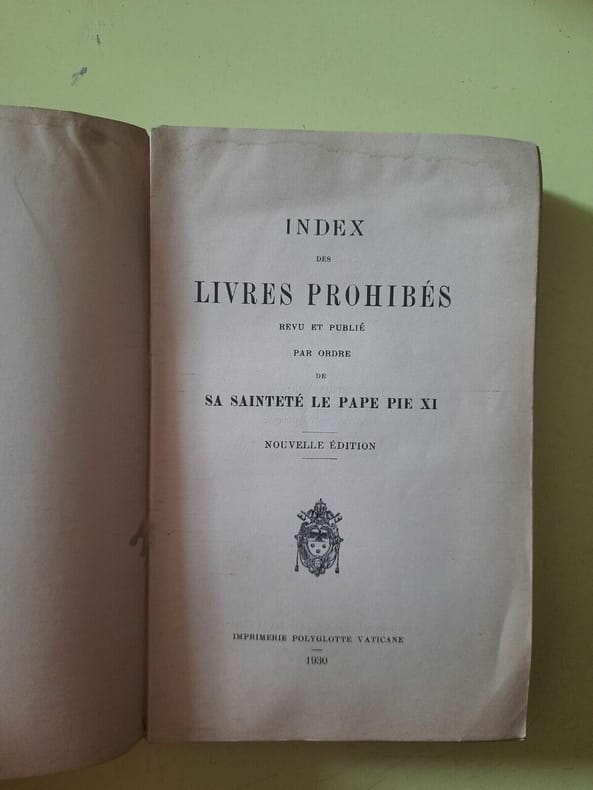 INDEX
DES
LIVRES PROHIBÉS
REVU ET PUBLIÉ
PAR ORDRE
DE
SA SAINTETÉ LE PAPE PIE XI
NOUVELLE ÉDITION
IMPRIMERIE POLYGLOTTE VATICANE
1930